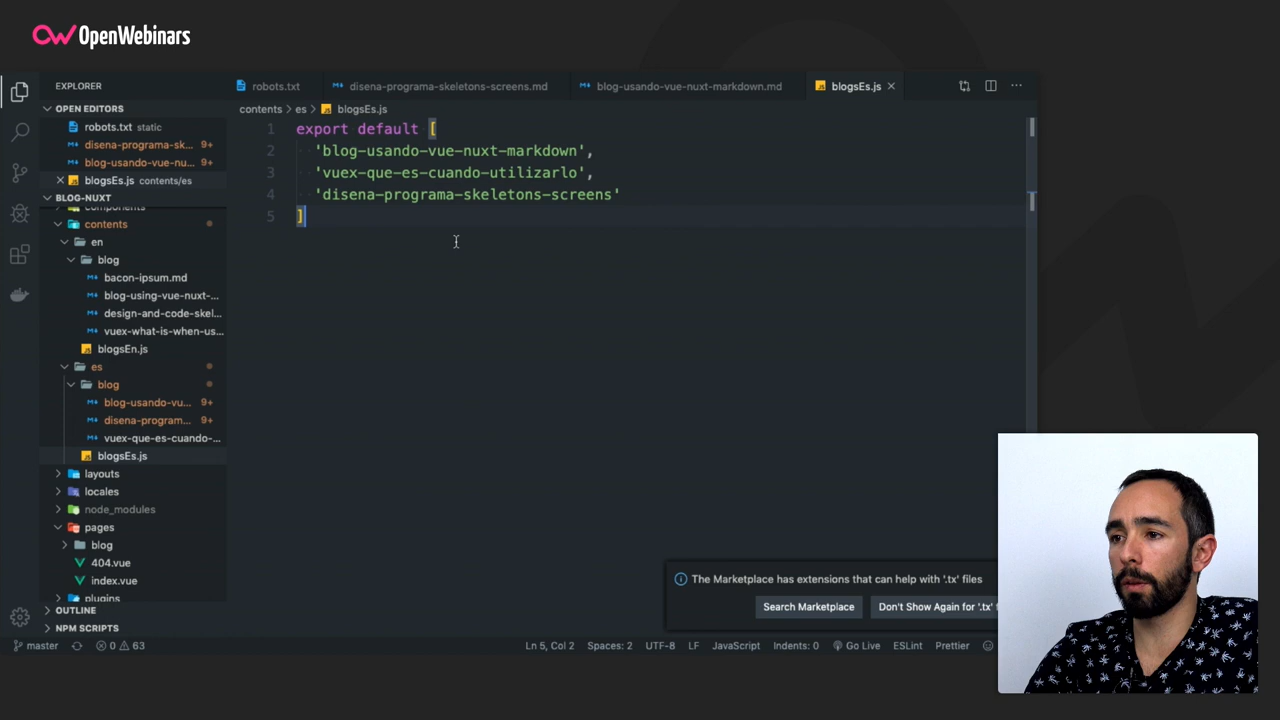 OpenWebinars
EXPLORER
OPEN EDITORS
robots.txt static
disena-programa-sk... 9+
blog-usando-vue-nu... 9+
blogsEs.js contents/es
BLOG-NUXT
components
contents
en
blog
bacon-ipsum.md
blog-using-vue-nuxt-...
design-and-code-skel...
vuex-what-is-when-us...
blogsEn.js
es
blog
blog-usando-vu... 9+
disena-program... 9+
vuex-que-es-cuando-...
blogsEs.js
layouts
locales
node_modules
pages
blog
404.vue
index.vue
plugins
OUTLINE
NPM SCRIPTS
robots.txt disena-programa-skeletons-screens.md blog-usando-vue-nuxt-markdown.md blogsEs.js
contents > es > blogsEs.js
1 export default [
2 'blog-usando-vue-nuxt-markdown',
3 'vuex-que-es-cuando-utilizarlo',
4 'disena-programa-skeletons-screens'
5 ]
The Marketplace has extensions that can help with '.tx' files
Search Marketplace Don't Show Again for '.tx' f
master 0 63 Ln 5, Col 2 Spaces: 2 UTF-8 LF JavaScript Indents: 0 Go Live ESLint Prettier